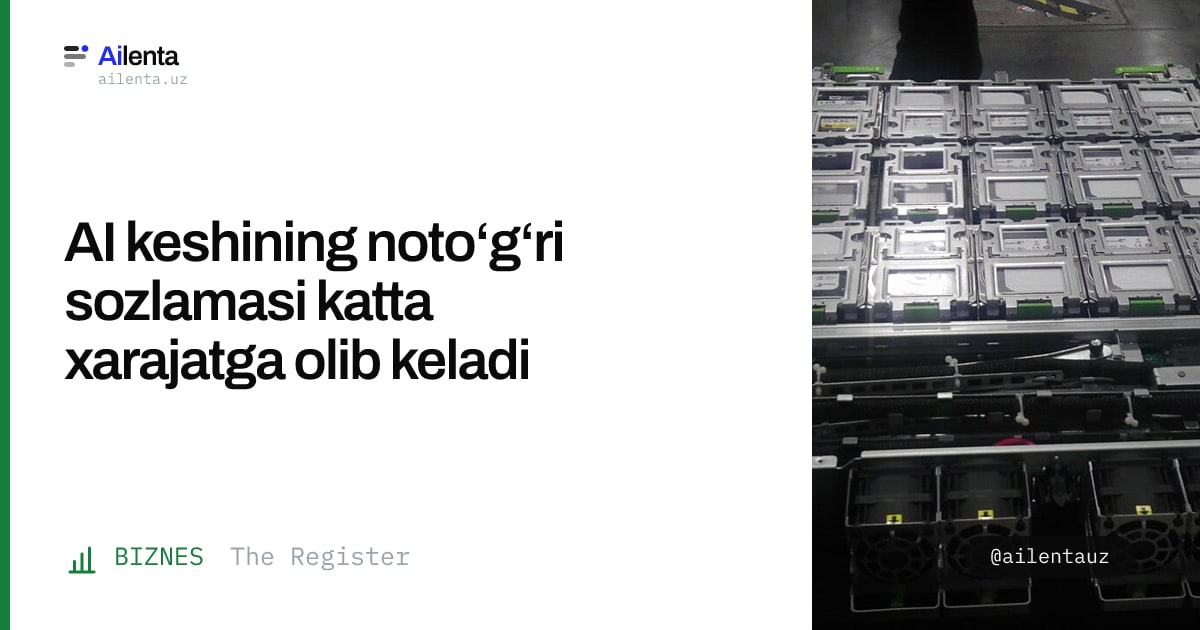 Ailenta
ailenta.uz
AI keshining noto‘g‘ri
sozlamasi katta
xarajatga olib keladi
BIZNES The Register
@ailentauz